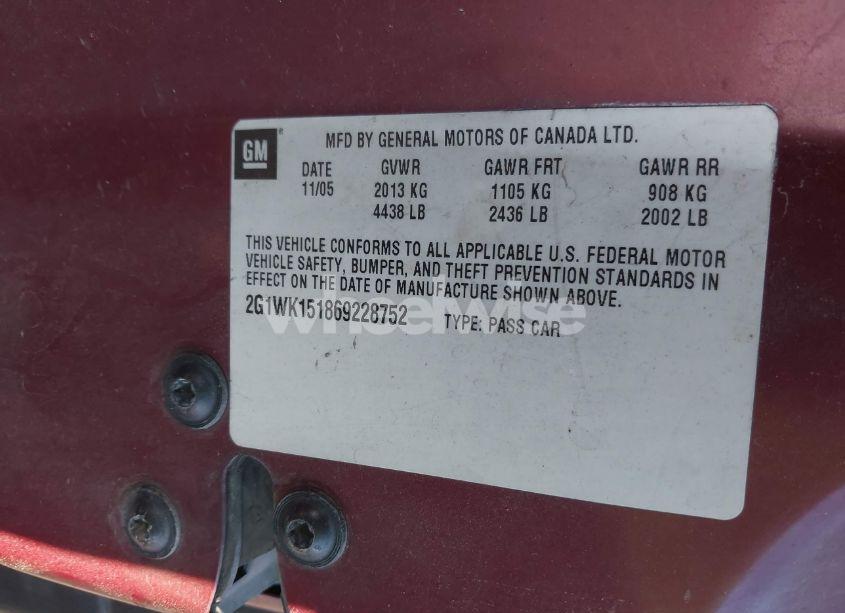 GM ®
MFD BY GENERAL MOTORS OF CANADA LTD.
DATE GVWR GAWR FRT GAWR RR
11/05 2013 KG 1105 KG 908 KG
4438 LB 2436 LB 2002 LB
THIS VEHICLE CONFORMS TO ALL APPLICABLE U.S. FEDERAL MOTOR
VEHICLE SAFETY, BUMPER, AND THEFT PREVENTION STANDARDS IN
EFFECT ON THE DATE OF MANUFACTURE SHOWN ABOVE.
2G1WK151869228752 TYPE: PASS CAR
wheelwise